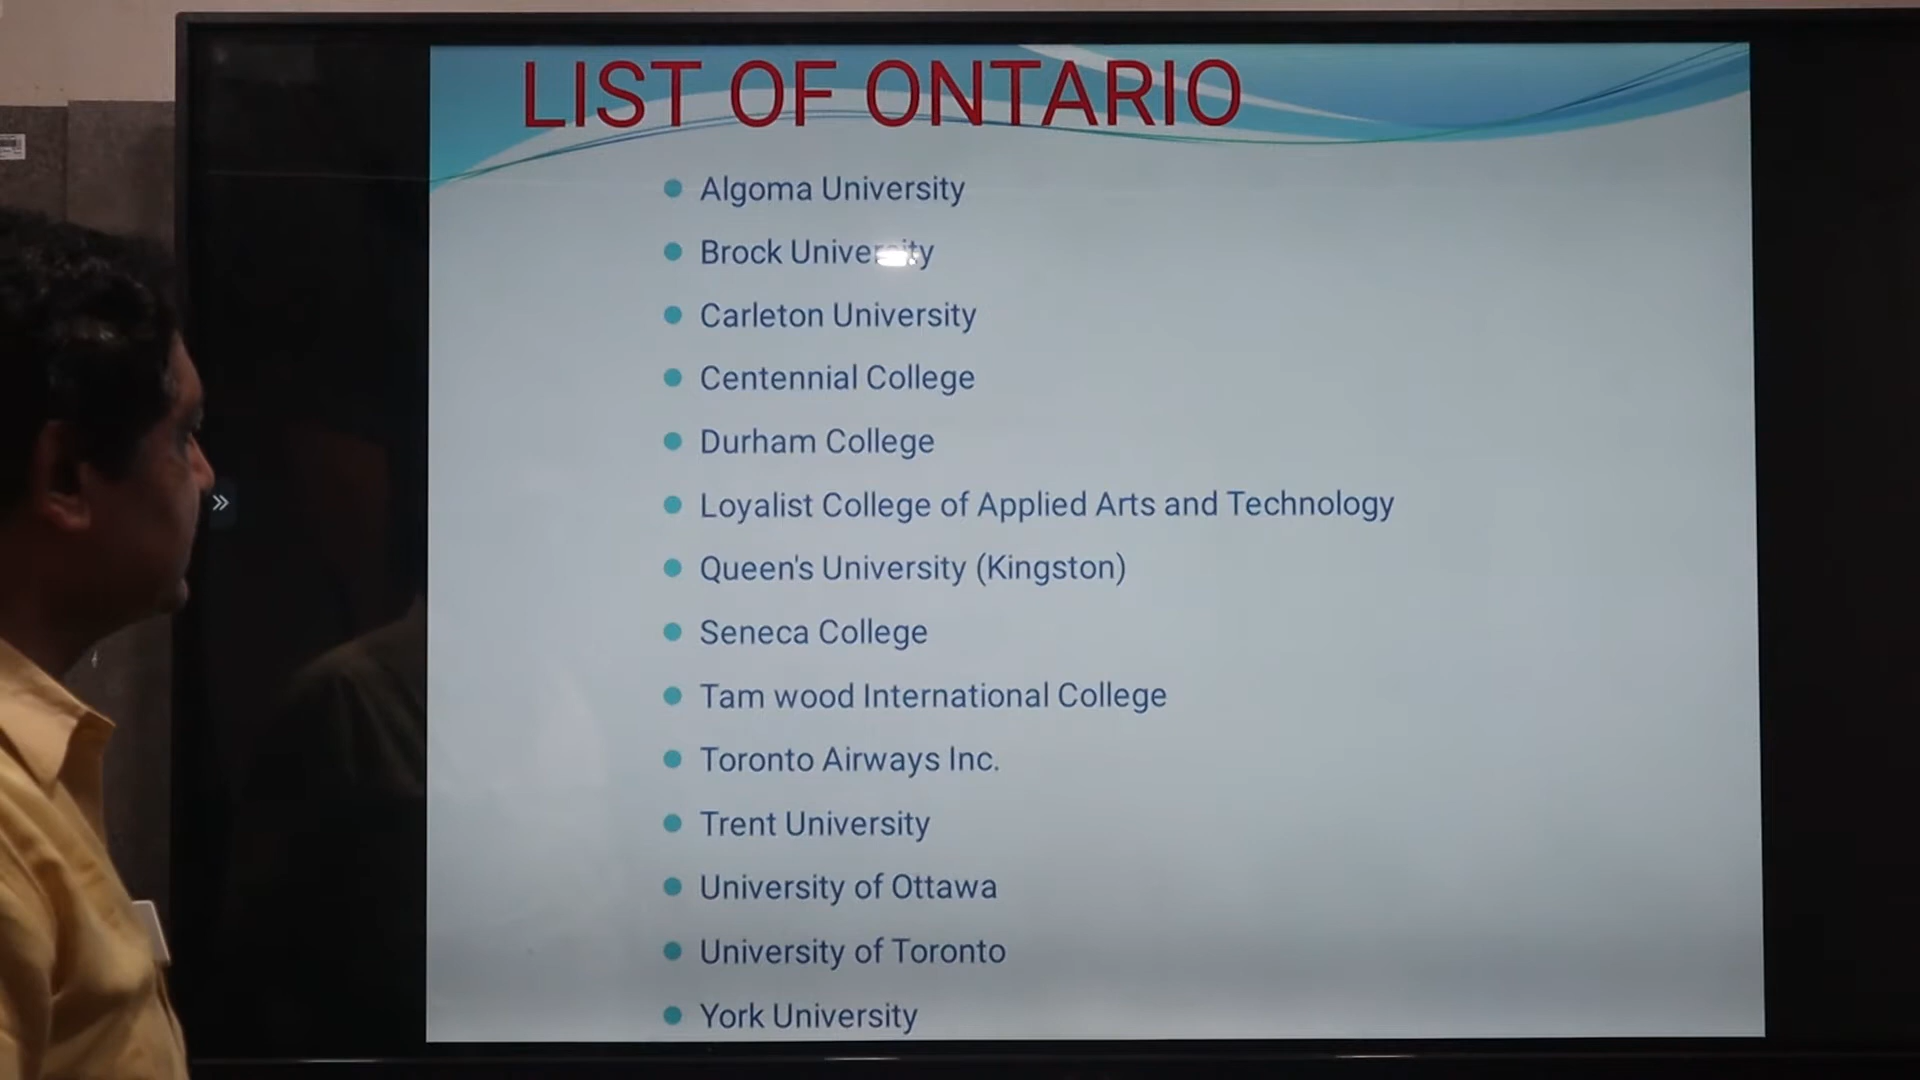 LIST OF ONTARIO
Algoma University
Brock University
Carleton University
Centennial College
Durham College
Loyalist College of Applied Arts and Technology
Queen's University (Kingston)
Seneca College
Tam wood International College
Toronto Airways Inc.
Trent University
University of Ottawa
University of Toronto
York University